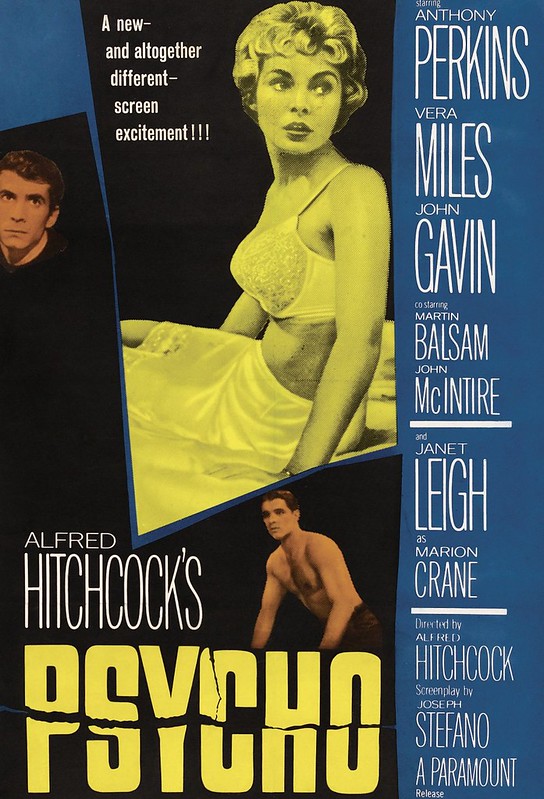 A new-
and altogether
different-
screen
excitement!!!
starring
ANTHONY
PERKINS
VERA
MILES
JOHN
GAVIN
co starring
MARTIN
BALSAM
JOHN
McINTIRE
and
JANET
LEIGH
as
MARION
CRANE
Directed by
ALFRED
HITCHCOCK
Screenplay by
JOSEPH
STEFANO
A PARAMOUNT
Release
ALFRED
HITCHCOCK'S
PSYCHO